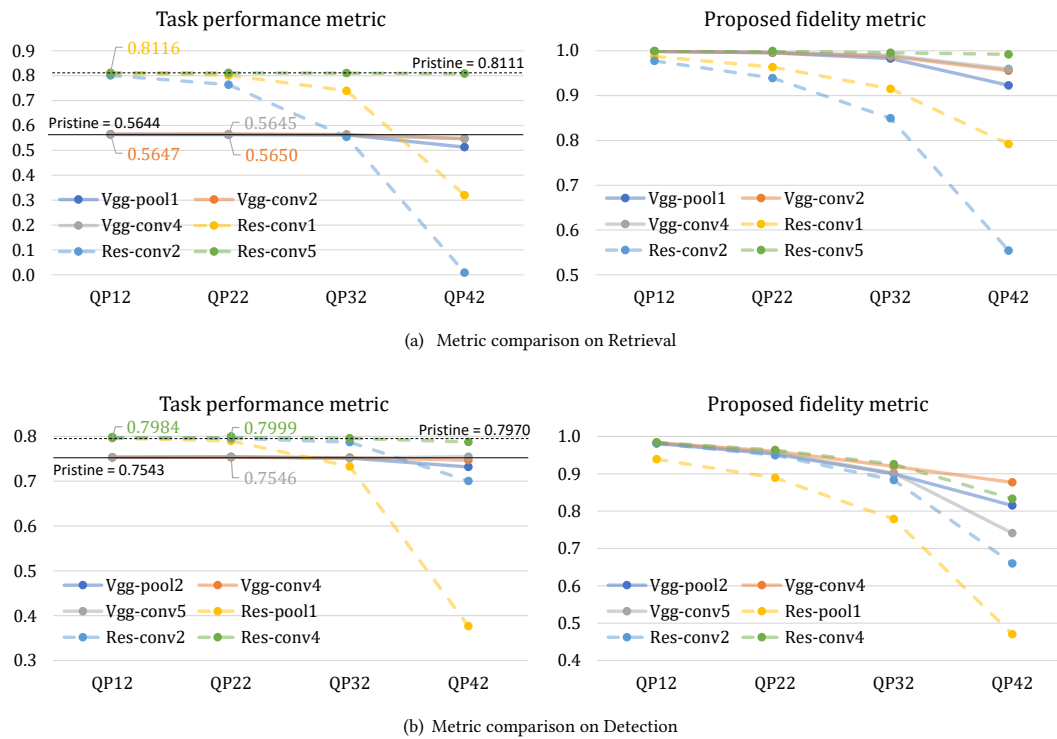 Task performance metric
0.9
0.8
0.7
0.6
0.5
0.4
0.3
0.2
0.1
0.0
0.8116
Pristine = 0.8111
Pristine = 0.5644
0.5645
0.5647
0.5650
Vgg-pool1 Vgg-conv2
Vgg-conv4 Res-conv1
Res-conv2 Res-conv5
QP12 QP22 QP32 QP42
Proposed fidelity metric
1.0
0.9
0.8
0.7
0.6
0.5
Vgg-pool1 Vgg-conv2
Vgg-conv4 Res-conv1
Res-conv2 Res-conv5
QP12 QP22 QP32 QP42
(a) Metric comparison on Retrieval
Task performance metric
0.8
0.7
0.6
0.5
0.4
0.3
0.7984
0.7999
Pristine = 0.7970
Pristine = 0.7543
0.7546
Vgg-pool2 Vgg-conv4
Vgg-conv5 Res-pool1
Res-conv2 Res-conv4
QP12 QP22 QP32 QP42
Proposed fidelity metric
1.0
0.9
0.8
0.7
0.6
0.5
0.4
Vgg-pool2 Vgg-conv4
Vgg-conv5 Res-pool1
Res-conv2 Res-conv4
QP12 QP22 QP32 QP42
(b) Metric comparison on Detection